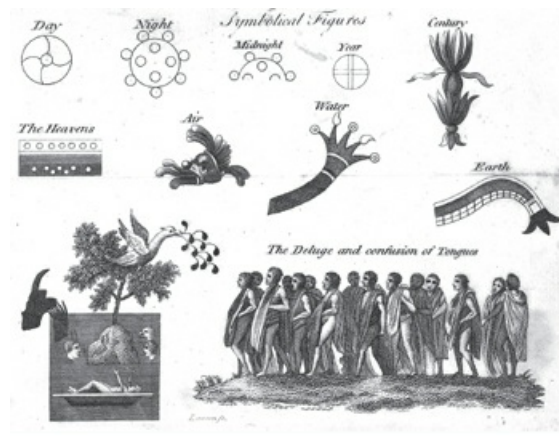 Symbolical Figures
Day
Night
Midnight
Year
Century
The Heavens
Air
Water
Earth
The Deluge and confusion of Tongues